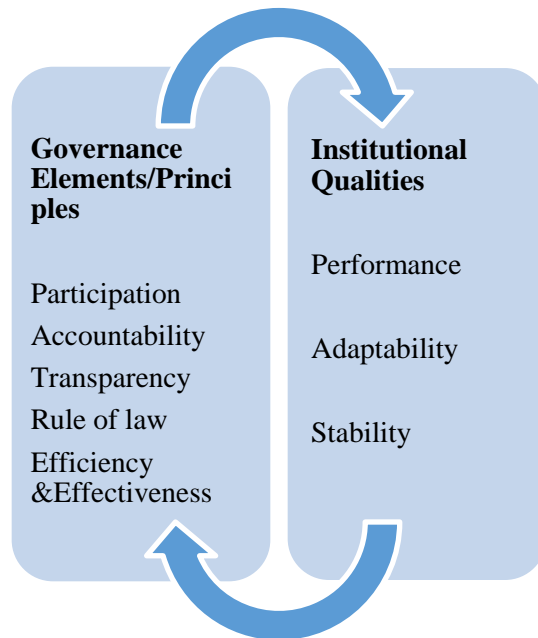 Governance
Elements/Princi
ples
Participation
Accountability
Transparency
Rule of law
Efficiency
&Effectiveness
Institutional
Qualities
Performance
Adaptability
Stability